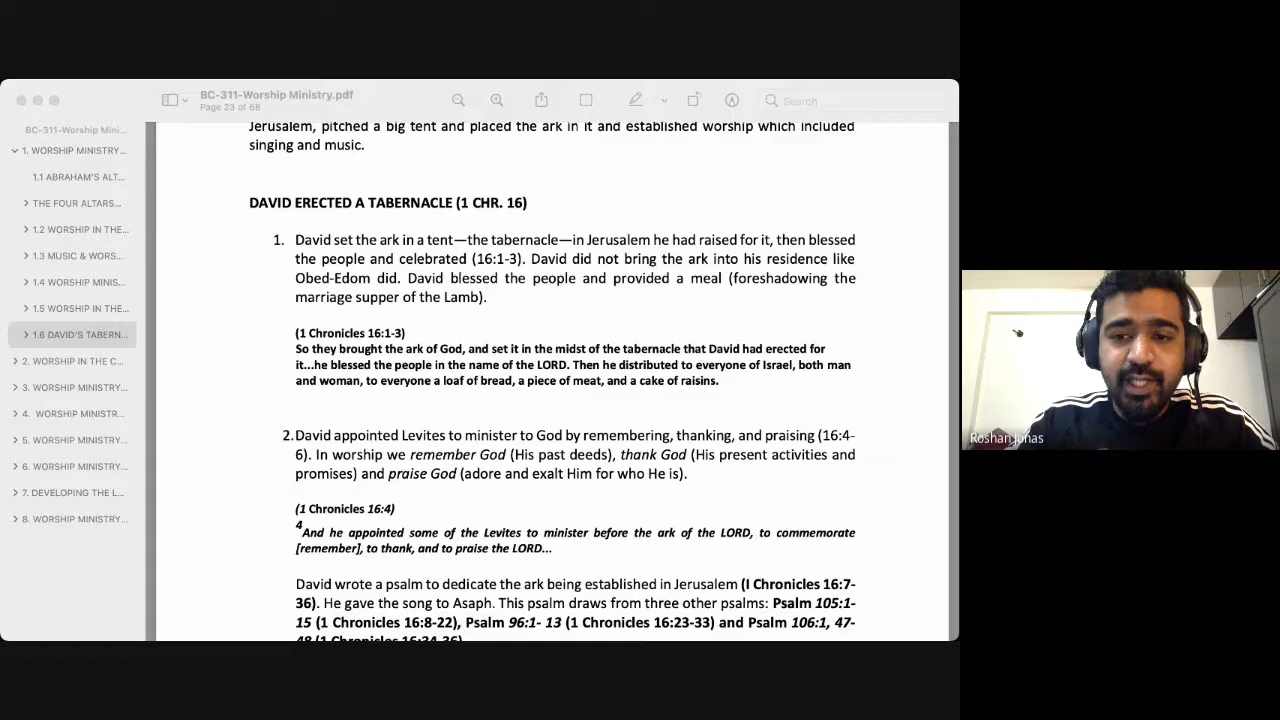 BC-311-Worship Ministry.pdf
Page 23 of 68
Search
BC-311-Worship Mini...
1. WORSHIP MINISTRY...
1.1 ABRAHAM'S ALT...
THE FOUR ALTARS...
1.2 WORSHIP IN THE...
1.3 MUSIC & WORS...
1.4 WORSHIP MINIS...
1.5 WORSHIP IN THE...
1.6 DAVID'S TABERN...
2. WORSHIP IN THE C...
3. WORSHIP MINISTRY...
4. WORSHIP MINISTR...
5. WORSHIP MINISTRY...
6. WORSHIP MINISTRY...
7. DEVELOPING THE L...
8. WORSHIP MINISTRY...
Jerusalem, pitched a big tent and placed the ark in it and established worship which included
singing and music.
DAVID ERECTED A TABERNACLE (1 CHR. 16)
1. David set the ark in a tent—the tabernacle—in Jerusalem he had raised for it, then blessed
the people and celebrated (16:1-3). David did not bring the ark into his residence like
Obed-Edom did. David blessed the people and provided a meal (foreshadowing the
marriage supper of the Lamb).
(1 Chronicles 16:1-3)
So they brought the ark of God, and set it in the midst of the tabernacle that David had erected for
it...he blessed the people in the name of the LORD. Then he distributed to everyone of Israel, both man
and woman, to everyone a loaf of bread, a piece of meat, and a cake of raisins.
2. David appointed Levites to minister to God by remembering, thanking, and praising (16:4-
6). In worship we remember God (His past deeds), thank God (His present activities and
promises) and praise God (adore and exalt Him for who He is).
(1 Chronicles 16:4)
4 And he appointed some of the Levites to minister before the ark of the LORD, to commemorate
[remember], to thank, and to praise the LORD...
David wrote a psalm to dedicate the ark being established in Jerusalem (I Chronicles 16:7-
36). He gave the song to Asaph. This psalm draws from three other psalms: Psalm 105:1-
15 (1 Chronicles 16:8-22), Psalm 96:1- 13 (1 Chronicles 16:23-33) and Psalm 106:1, 47-
48 (1 Chronicles 16:34-36)
Roshan Jonas